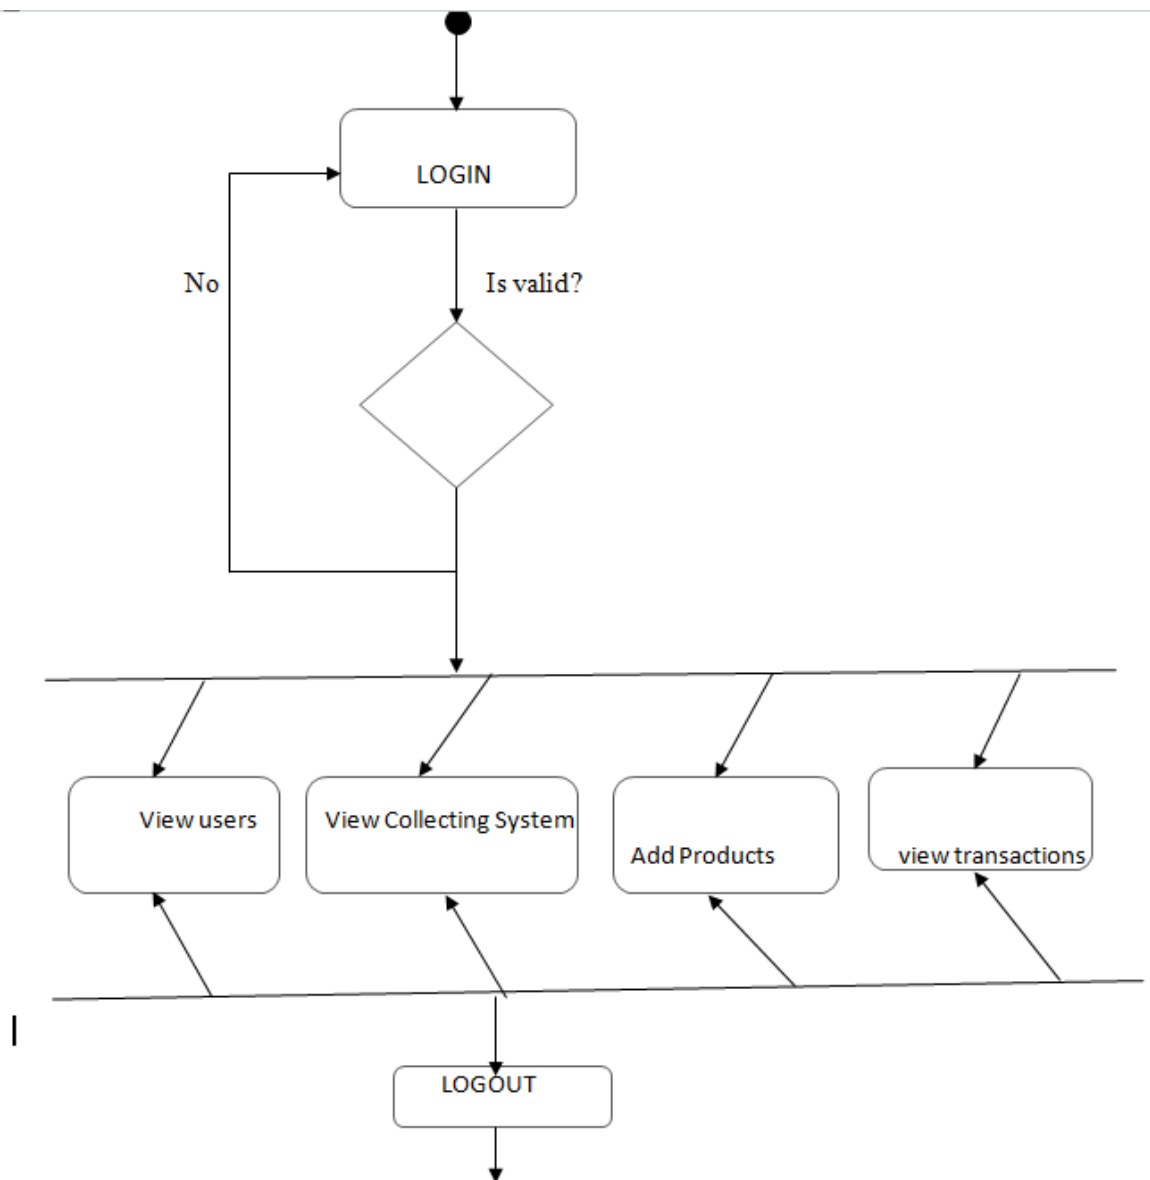 LOGIN
No
Is valid?
View users
View Collecting System
Add Products
view transactions
LOGOUT